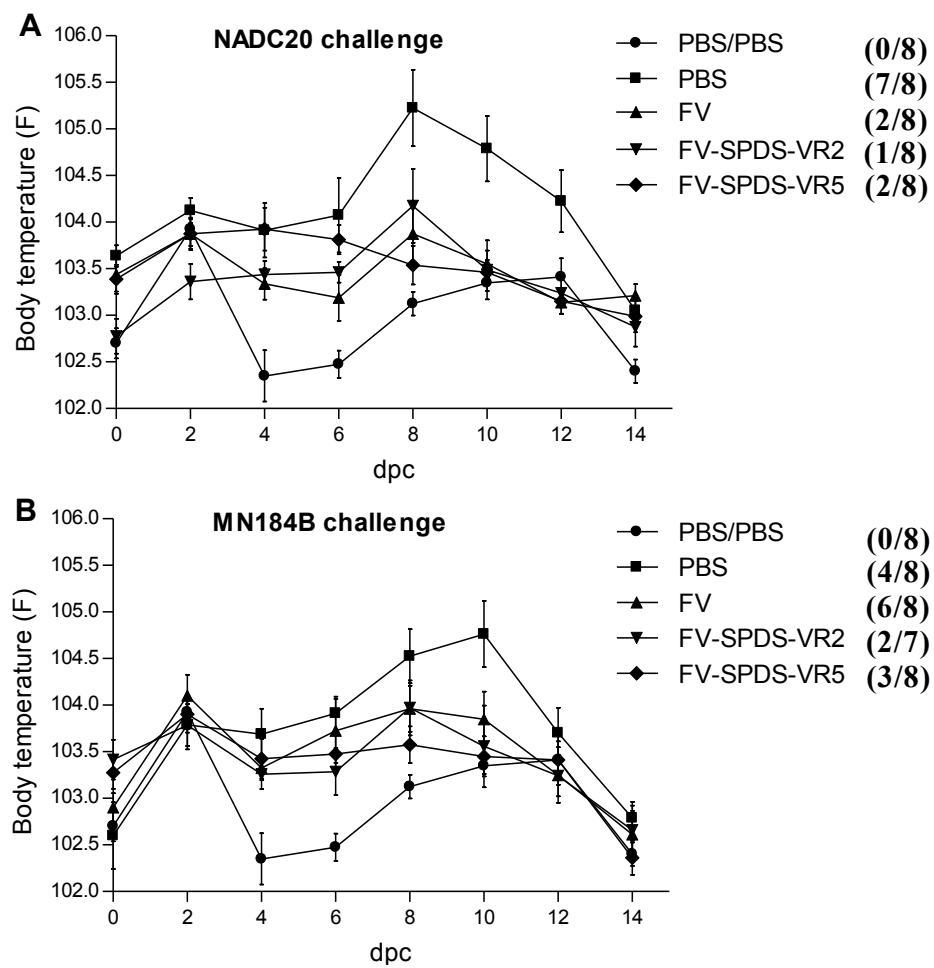 A
NADC20 challenge
Body temperature (F)
106.0
105.5
105.0
104.5
104.0
103.5
103.0
102.5
102.0
0 2 4 6 8 10 12 14
dpc
PBS/PBS (0/8)
PBS (7/8)
FV (2/8)
FV-SPDS-VR2 (1/8)
FV-SPDS-VR5 (2/8)
B
MN184B challenge
Body temperature (F)
106.0
105.5
105.0
104.5
104.0
103.5
103.0
102.5
102.0
0 2 4 6 8 10 12 14
dpc
PBS/PBS (0/8)
PBS (4/8)
FV (6/8)
FV-SPDS-VR2 (2/7)
FV-SPDS-VR5 (3/8)